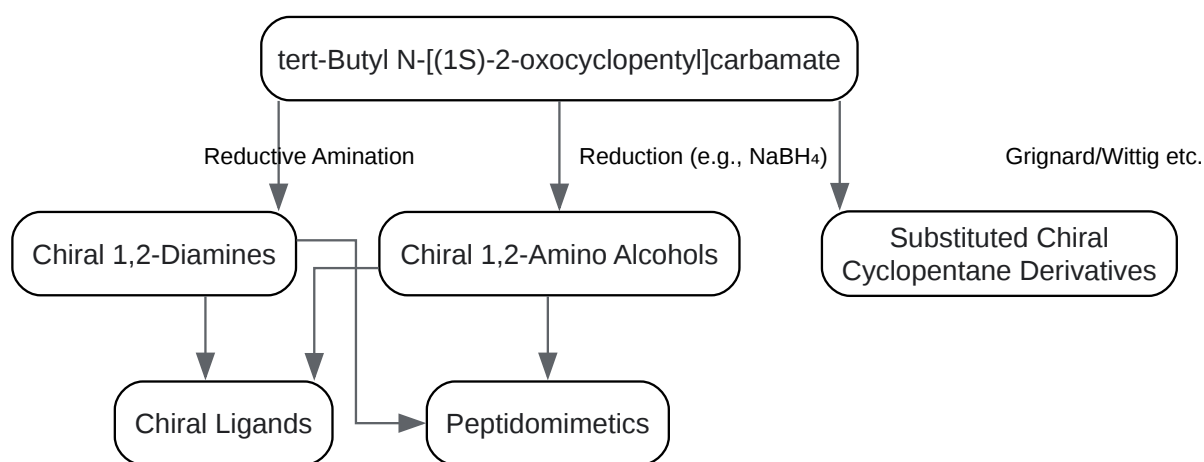 tert-Butyl N-[(1S)-2-oxocyclopentyl]carbamate
Reductive Amination
Reduction (e.g., NaBH₄)
Grignard/Wittig etc.
Chiral 1,2-Diamines
Chiral 1,2-Amino Alcohols
Substituted Chiral
Cyclopentane Derivatives
Chiral Ligands
Peptidomimetics